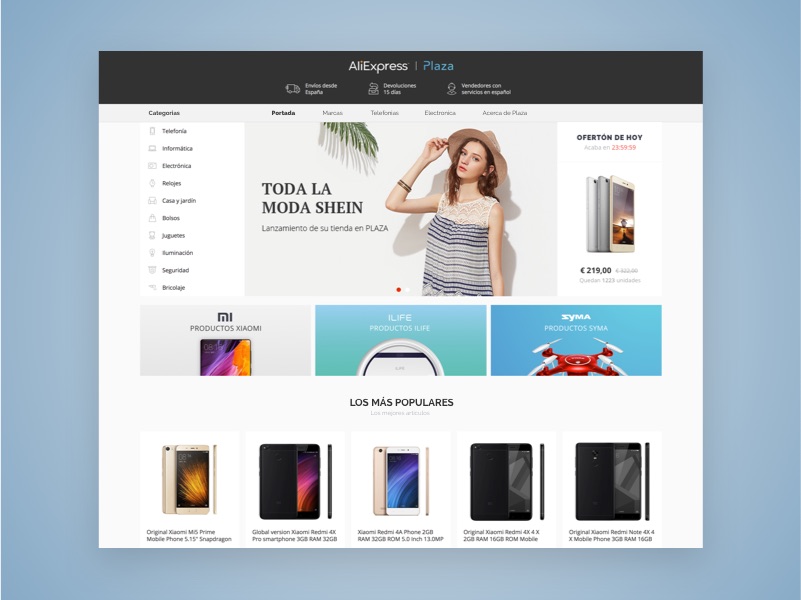 AliExpress | Plaza
Envíos desde
España
Devoluciones
15 días
Vendedores con
servicios en español
Categorias
Portada
Marcas
Telefonias
Electronica
Acerca de Plaza
Telefonía
Informática
Electrónica
Relojes
Casa y jardín
Bolsos
Juguetes
Iluminación
Seguridad
Bricolaje
TODA LA
MODA SHEIN
Lanzamiento de su tienda en PLAZA
OFERTÓN DE HOY
Acaba en 23:59:59
€ 219,00 € 322,00
Quedan 1223 unidades
MI
PRODUCTOS XIAOMI
ILIFE
PRODUCTOS ILIFE
ILIFE
SYMA
PRODUCTOS SYMA
LOS MÁS POPULARES
Los mejores artículos
Original Xiaomi Mi5 Prime
Mobile Phone 5.15" Snapdragon
Global version Xiaomi Redmi 4X
Pro smartphone 3GB RAM 32GB
Xiaomi Redmi 4A Phone 2GB
RAM 32GB ROM 5.0 Inch 13.0MP
Original Xiaomi Redmi 4X 4 X
2GB RAM 16GB ROM Mobile
Original Xiaomi Redmi Note 4X 4
X Mobile Phone 3GB RAM 16GB